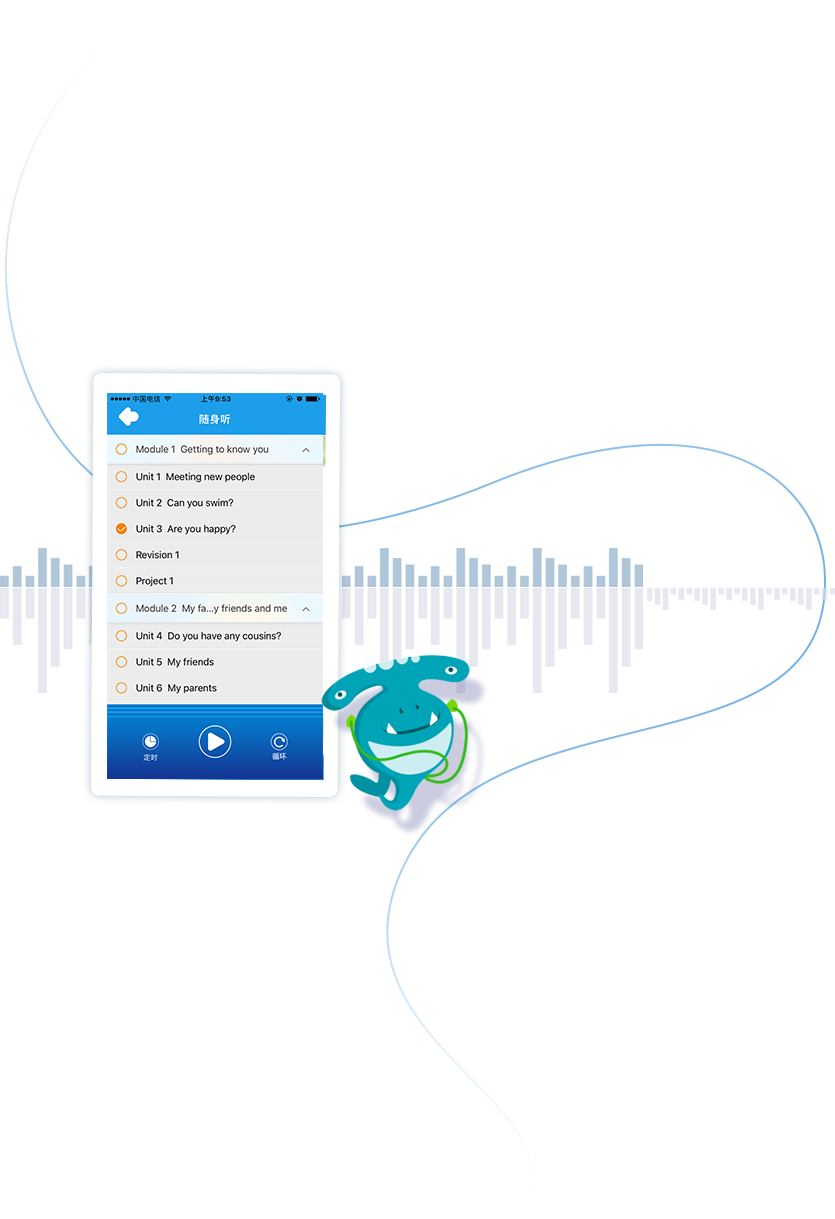 中国电信 上午9:53
随身听
Module 1 Getting to know you
Unit 1 Meeting new people
Unit 2 Can you swim?
Unit 3 Are you happy?
Revision 1
Project 1
Module 2 My fa...y friends and me
Unit 4 Do you have any cousins?
Unit 5 My friends
Unit 6 My parents
定时 循环